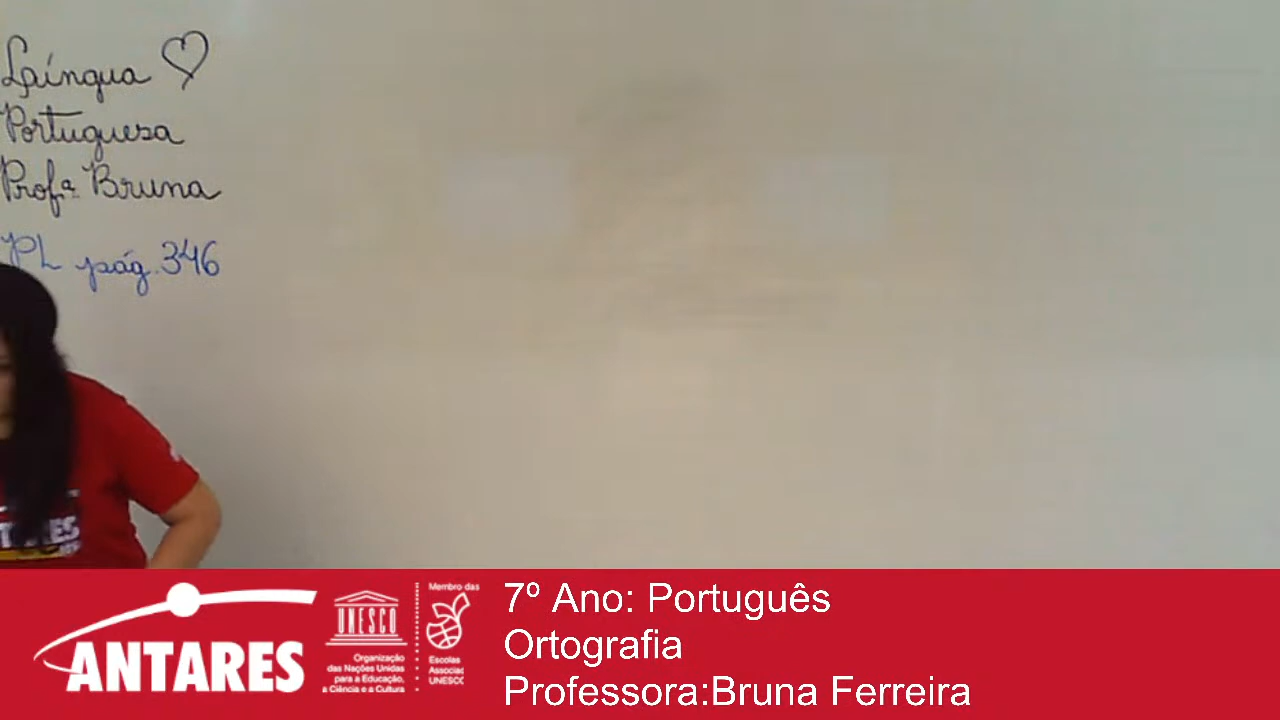 Língua
Portuguesa
Profª Bruna
PL pág. 346
ANTARES
UNESCO
Organização
das Nações Unidas
para a Educação,
a Ciência e a Cultura
Membro das
Escolas
Associad
UNESCO
7º Ano: Português
Ortografia
Professora:Bruna Ferreira